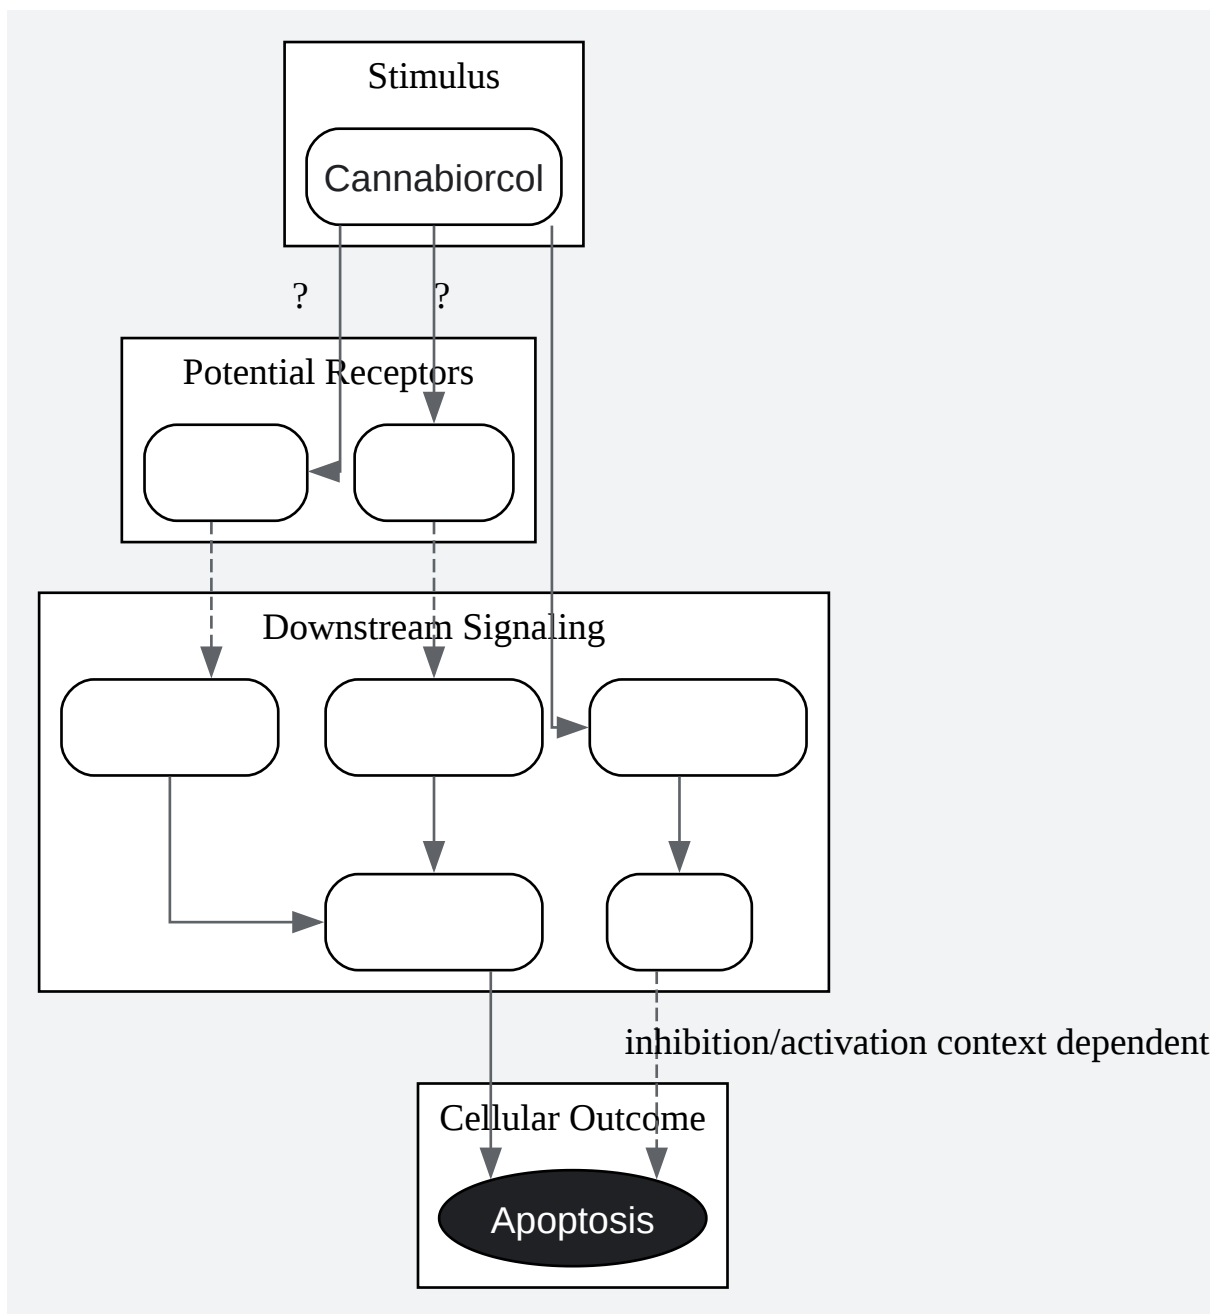 Stimulus
Cannabiorcol
?
?
Potential Receptors
Downstream Signaling
inhibition/activation context dependent
Cellular Outcome
Apoptosis